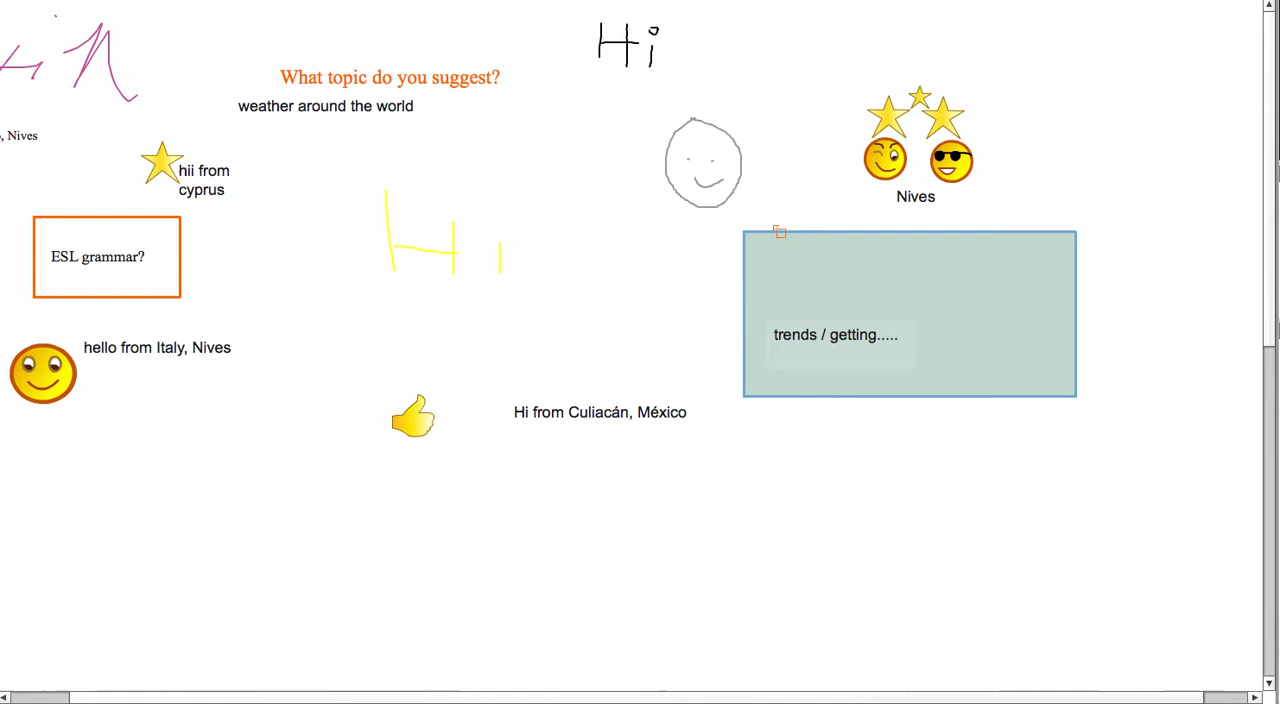 Hi
What topic do you suggest?
weather around the world
, Nives
hii from
cyprus
Nives
Hi
ESL grammar?
trends / getting.....
hello from Italy, Nives
Hi from Culiacán, México